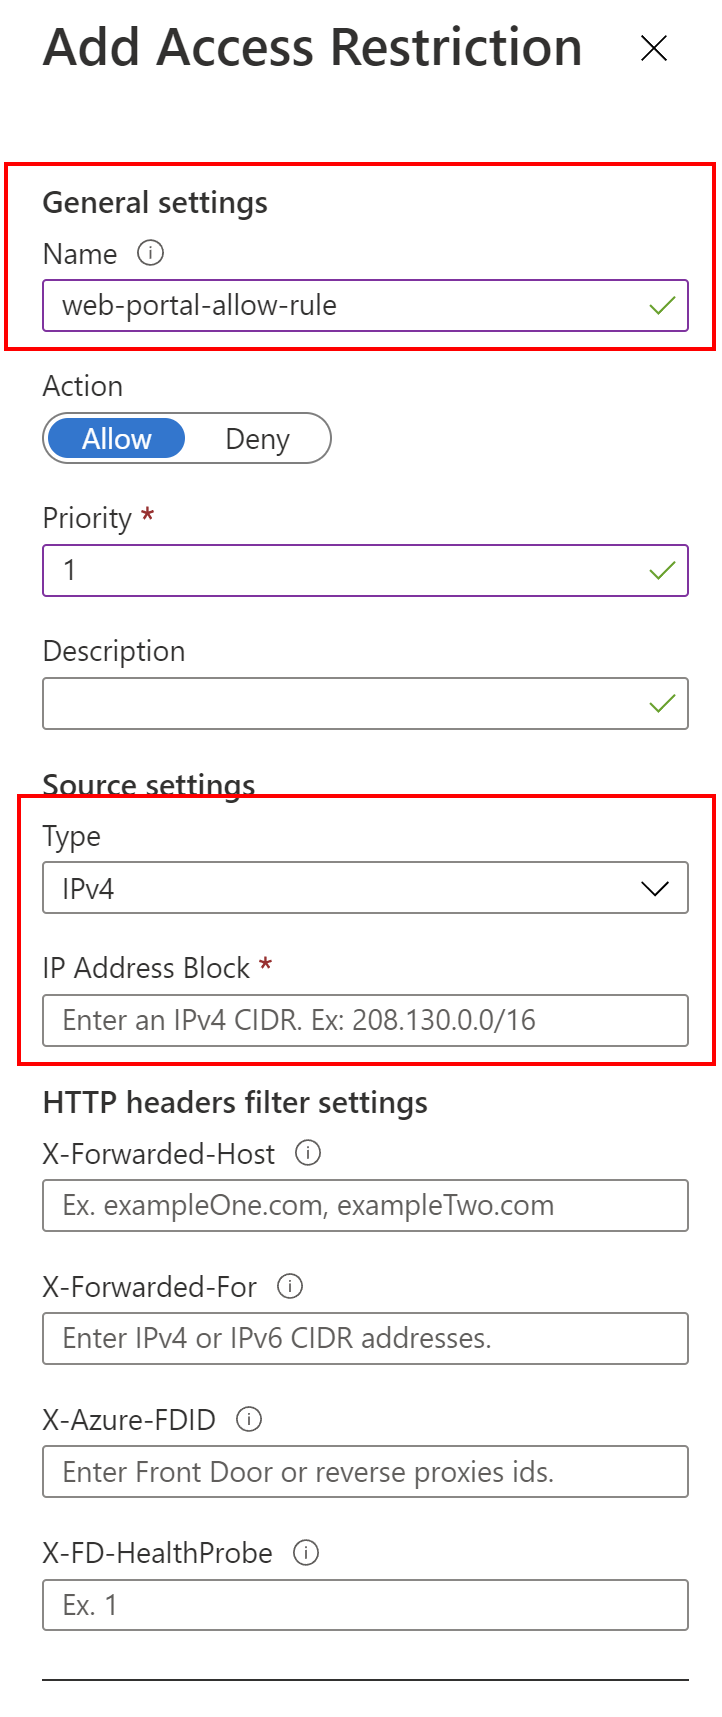 Add Access Restriction
General settings
Name
web-portal-allow-rule
Action
Allow Deny
Priority *
1
Description
Source settings
Type
IPv4
IP Address Block *
Enter an IPv4 CIDR. Ex: 208.130.0.0/16
HTTP headers filter settings
X-Forwarded-Host
Ex. exampleOne.com, exampleTwo.com
X-Forwarded-For
Enter IPv4 or IPv6 CIDR addresses.
X-Azure-FDID
Enter Front Door or reverse proxies ids.
X-FD-HealthProbe
Ex. 1